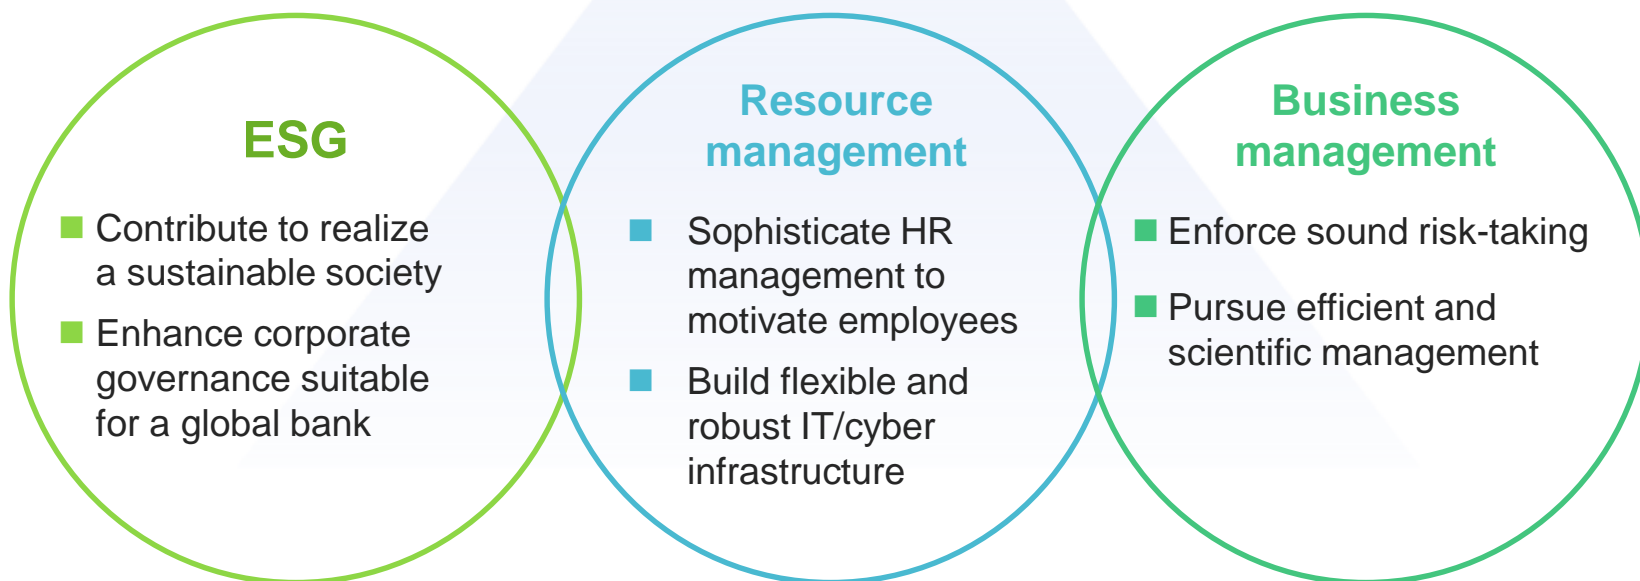 ESG
Contribute to realize
a sustainable society
Enhance corporate
governance suitable
for a global bank
Resource
management
Sophisticate HR
management to
motivate employees
Build flexible and
robust IT/cyber
infrastructure
Business
management
Enforce sound risk-taking
Pursue efficient and
scientific management